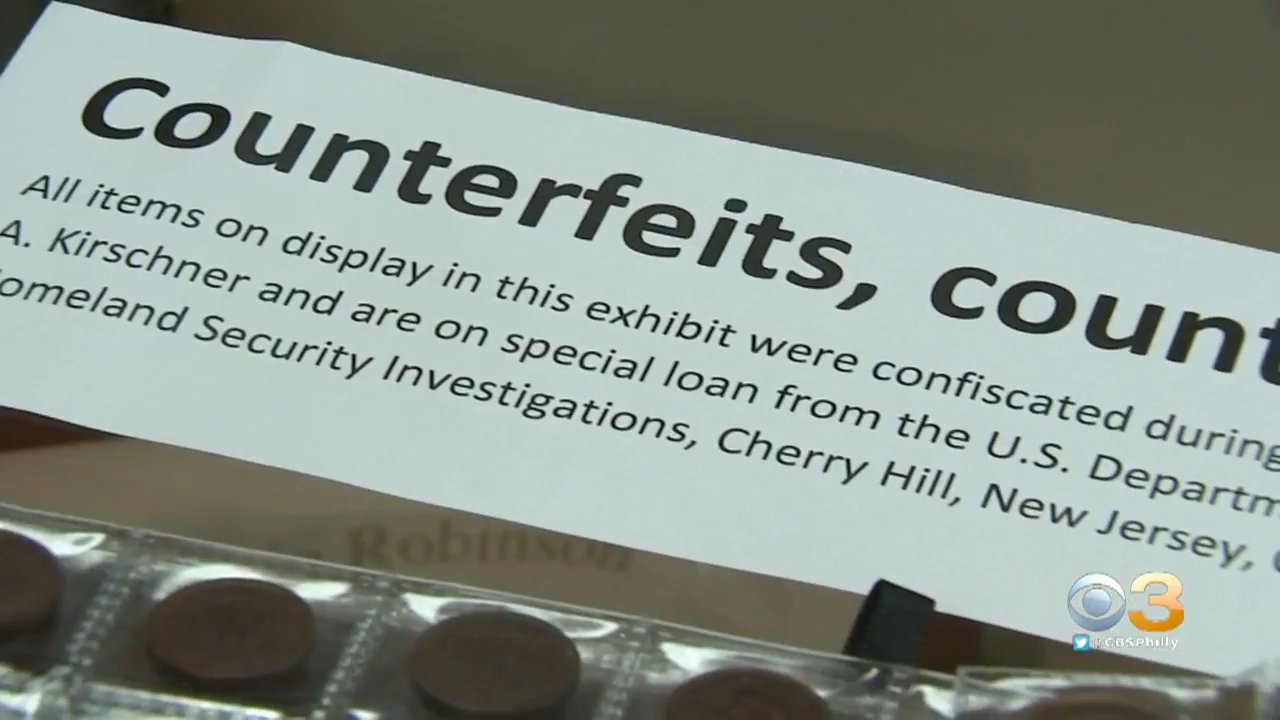 Counterfeits, count
All items on display in this exhibit were confiscated during
A. Kirschner and are on special loan from the U.S. Departm
omeland Security Investigations, Cherry Hill, New Jersey,
Robinson
3
@CBSPhilly